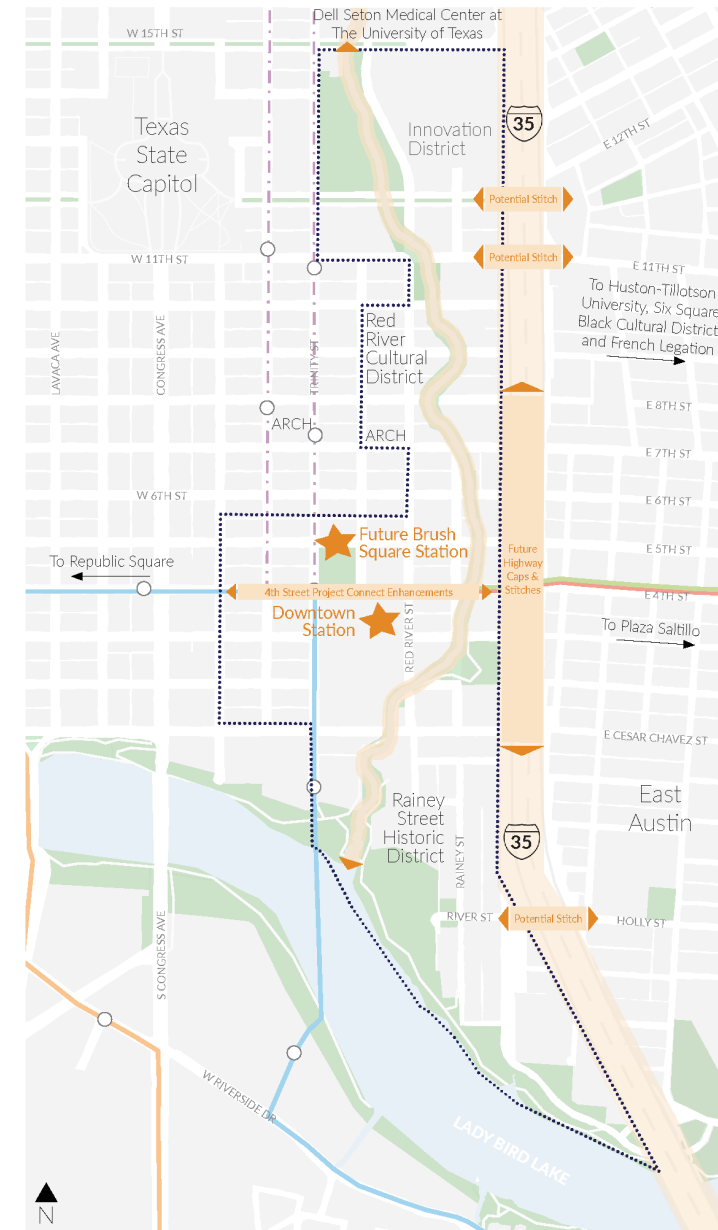 Dell Seton Medical Center at
The University of Texas
W 15TH ST
35
Texas
State
Capitol
Innovation
District
E 12TH ST
Potential Stitch
Potential Stitch
W 11TH ST
E 11TH ST
To Huston-Tillotson
University, Six Square
Black Cultural District
and French Legation
LAVACA AVE
CONGRESS AVE
TRINITY ST
Red
River
Cultural
District
E 8TH ST
ARCH
ARCH
E 7TH ST
W 6TH ST
E 6TH ST
Future Brush
Square Station
E 5TH ST
To Republic Square
Future
Highway
Caps &
Stitches
4th Street Project Connect Enhancements
E 4TH ST
Downtown
Station
RED RIVER ST
To Plaza Saltillo
E CESAR CHAVEZ ST
Rainey
Street
Historic
District
East
Austin
35
RAINEY ST
RIVER ST
Potential Stitch
HOLLY ST
S CONGRESS AVE
W RIVERSIDE DR
LADY BIRD LAKE
N